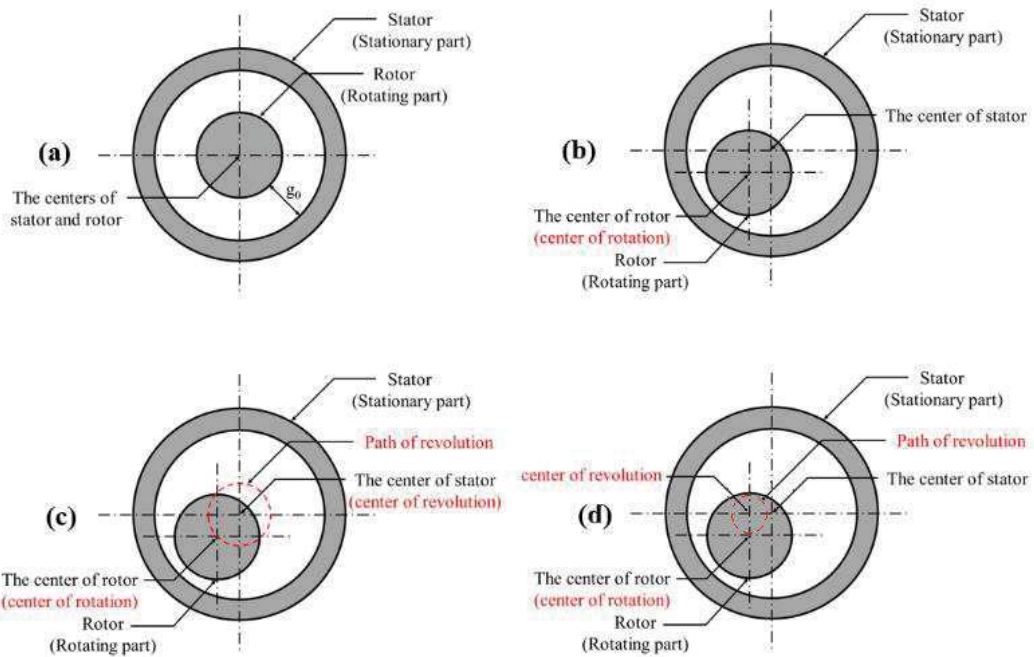 Stator
(Stationary part)
Rotor
(Rotating part)
(a)
g₀
The centers of
stator and rotor
Stator
(Stationary part)
The center of stator
(b)
The center of rotor
(center of rotation)
Rotor
(Rotating part)
Stator
(Stationary part)
Path of revolution
The center of stator
(center of revolution)
(c)
The center of rotor
(center of rotation)
Rotor
(Rotating part)
Stator
(Stationary part)
Path of revolution
center of revolution
The center of stator
(d)
The center of rotor
(center of rotation)
Rotor
(Rotating part)